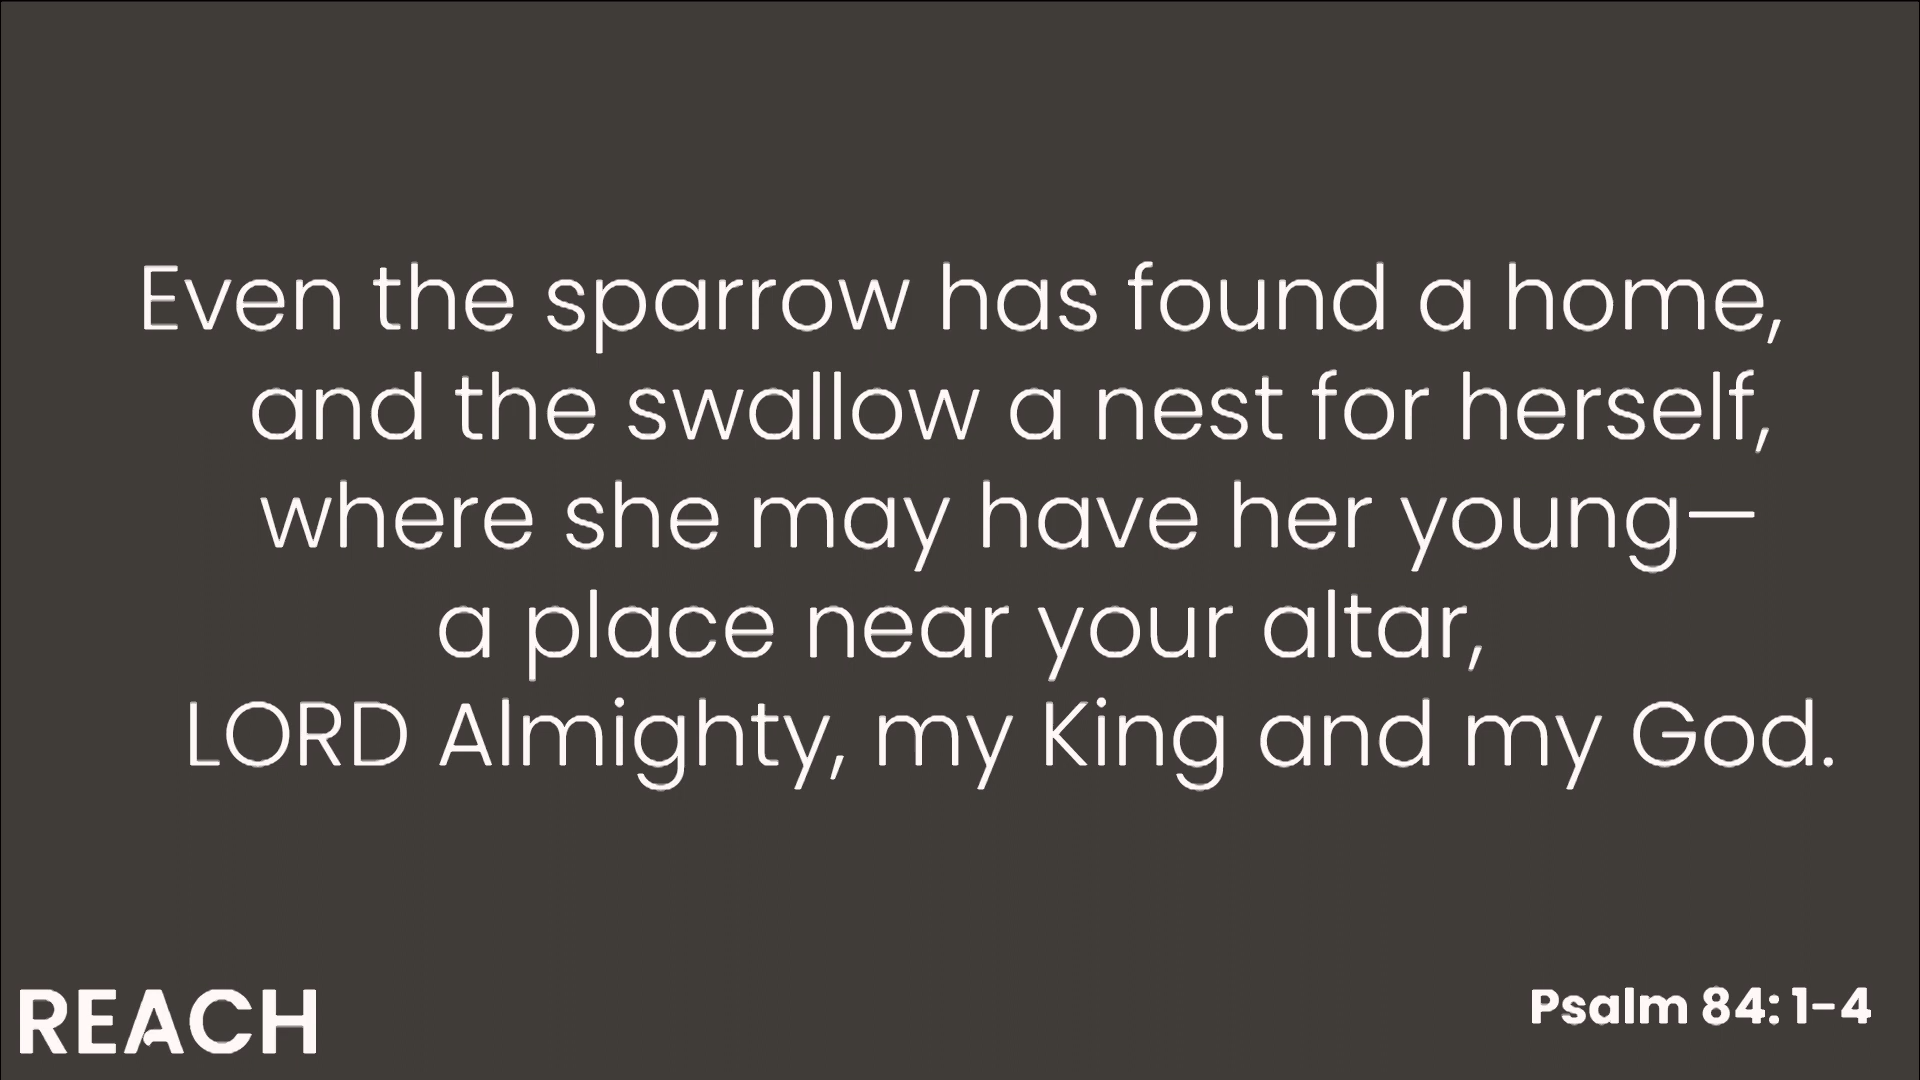 Even the sparrow has found a home,
and the swallow a nest for herself,
where she may have her young—
a place near your altar,
LORD Almighty, my King and my God.
REACH
Psalm 84:1-4